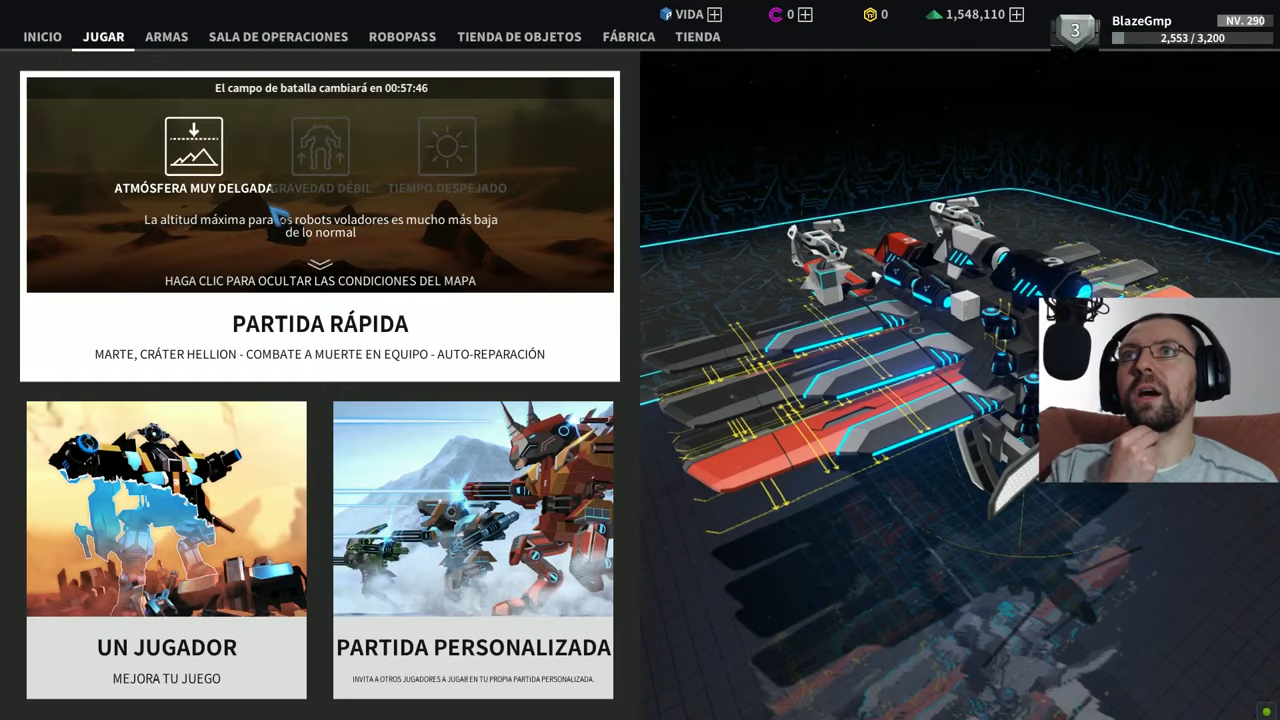 VIDA
0
0
1,548,110
3
BlazeGmp
NV. 290
2,553 / 3,200
INICIO
JUGAR
ARMAS
SALA DE OPERACIONES
ROBOPASS
TIENDA DE OBJETOS
FÁBRICA
TIENDA
El campo de batalla cambiará en 00:57:46
ATMÓSFERA MUY DELGADA
GRAVEDAD DÉBIL
TIEMPO DESPEJADO
La altitud máxima para los robots voladores es mucho más baja
de lo normal
HAGA CLIC PARA OCULTAR LAS CONDICIONES DEL MAPA
PARTIDA RÁPIDA
MARTE, CRÁTER HELLION - COMBATE A MUERTE EN EQUIPO - AUTO-REPARACIÓN
UN JUGADOR
MEJORA TU JUEGO
PARTIDA PERSONALIZADA
INVITA A OTROS JUGADORES A JUGAR EN TU PROPIA PARTIDA PERSONALIZADA.